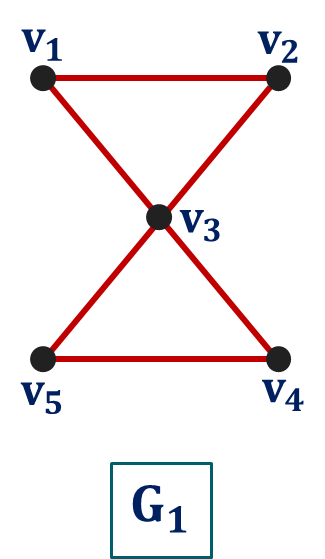 v₁ v₂
v₃
v₅ v₄
G₁